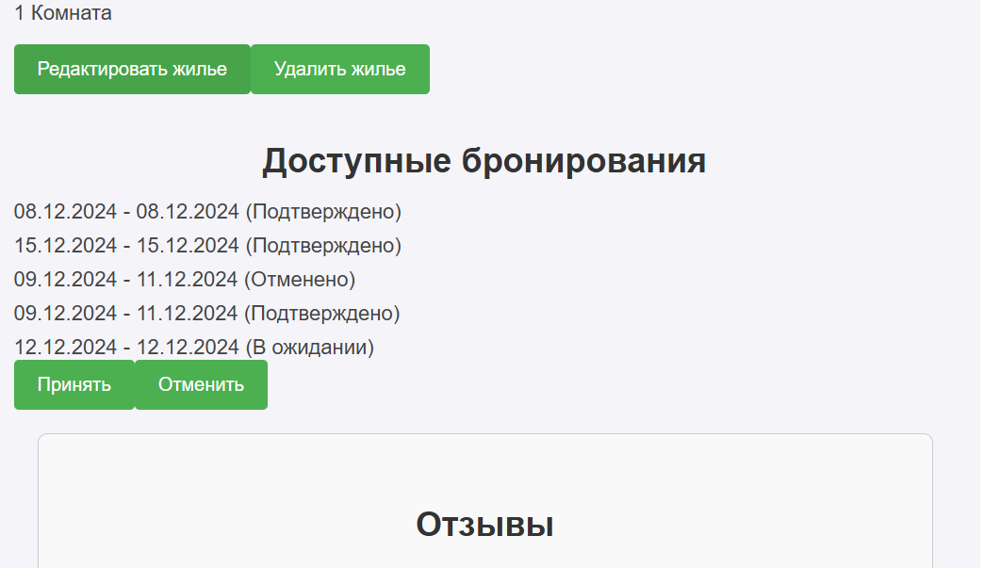 1 Комната
Редактировать жилье Удалить жилье
Доступные бронирования
08.12.2024 - 08.12.2024 (Подтверждено)
15.12.2024 - 15.12.2024 (Подтверждено)
09.12.2024 - 11.12.2024 (Отменено)
09.12.2024 - 11.12.2024 (Подтверждено)
12.12.2024 - 12.12.2024 (В ожидании)
Принять Отменить
Отзывы